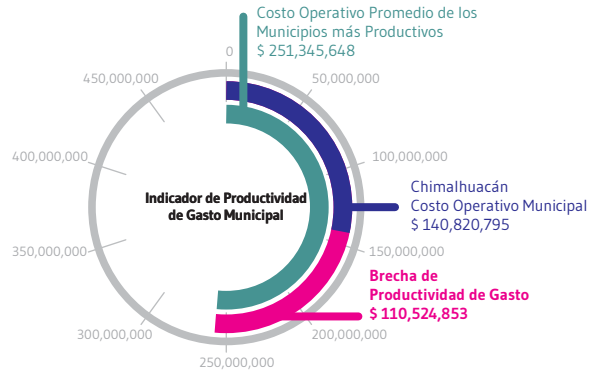 Costo Operativo Promedio de los
Municipios más Productivos
$ 251,345,648
0
450,000,000
50,000,000
400,000,000
100,000,000
Indicador de Productividad
de Gasto Municipal
Chimalhuacán
Costo Operativo Municipal
$ 140,820,795
350,000,000
150,000,000
Brecha de
Productividad de Gasto
$ 110,524,853
300,000,000
200,000,000
250,000,000